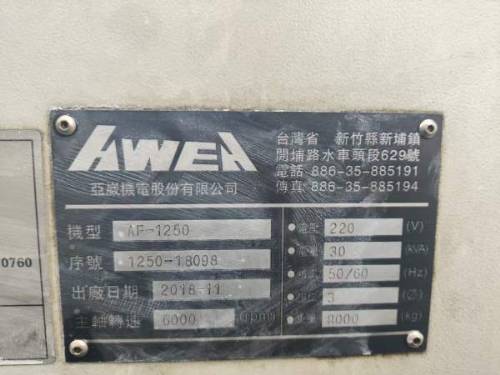 AWEA
亞崴機電股份有限公司
台灣省 新竹縣新埔鎮
關埔路水車頭段629號
電話 886-35-885191
傳真 886-35-885194
機型 AF-1250
序號 1250-18098
出廠日期 2018-11
主軸轉速 6000 (rpm)
220 (V)
30 (kVA)
50/60 (Hz)
3 (Ø)
8000 (kg)
0760